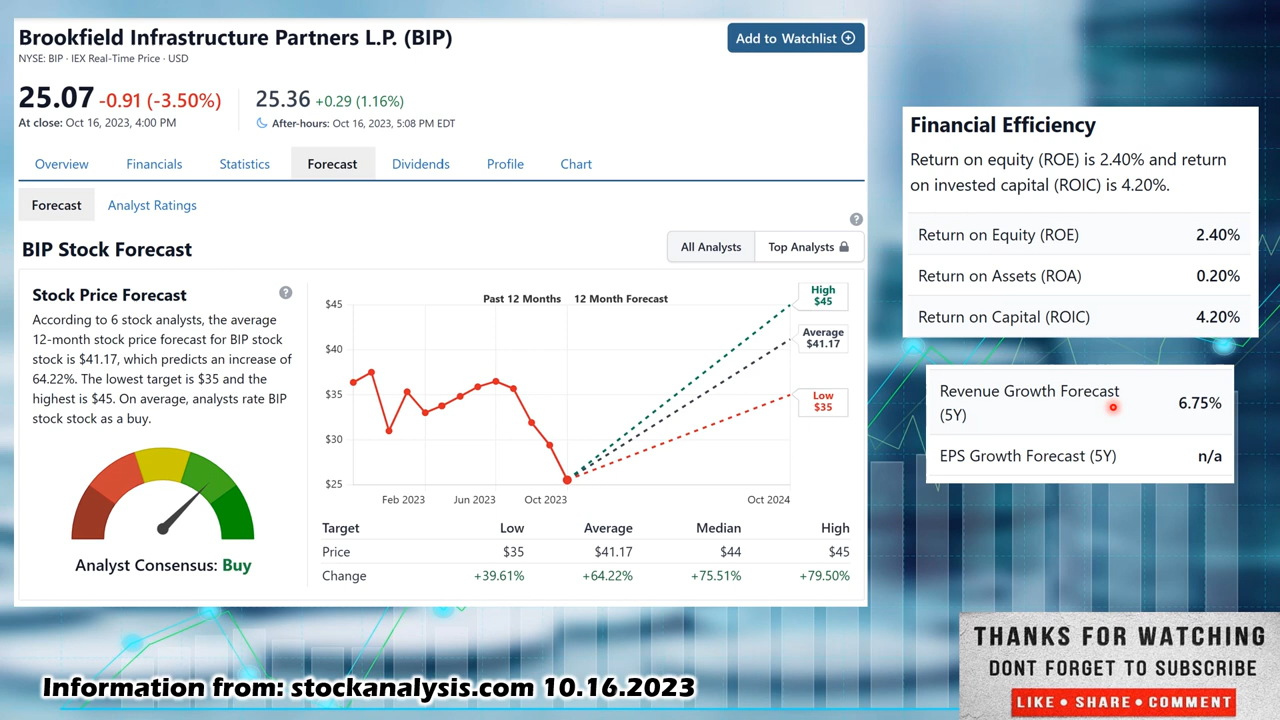 Brookfield Infrastructure Partners L.P. (BIP)
Add to Watchlist
NYSE: BIP · IEX Real-Time Price · USD
25.07 -0.91 (-3.50%)
25.36 +0.29 (1.16%)
At close: Oct 16, 2023, 4:00 PM
After-hours: Oct 16, 2023, 5:08 PM EDT
Overview Financials Statistics Forecast Dividends Profile Chart
Forecast Analyst Ratings
?
BIP Stock Forecast
All Analysts Top Analysts
Stock Price Forecast ?
According to 6 stock analysts, the average
12-month stock price forecast for BIP stock
stock is $41.17, which predicts an increase of
64.22%. The lowest target is $35 and the
highest is $45. On average, analysts rate BIP
stock stock as a buy.
Analyst Consensus: Buy
Past 12 Months 12 Month Forecast
$45
$40
$35
$30
$25
High
$45
Average
$41.17
Low
$35
Feb 2023 Jun 2023 Oct 2023 Oct 2024
Target Low Average Median High
Price $35 $41.17 $44 $45
Change +39.61% +64.22% +75.51% +79.50%
Financial Efficiency
Return on equity (ROE) is 2.40% and return
on invested capital (ROIC) is 4.20%.
Return on Equity (ROE) 2.40%
Return on Assets (ROA) 0.20%
Return on Capital (ROIC) 4.20%
Revenue Growth Forecast
(5Y) 6.75%
EPS Growth Forecast (5Y) n/a
Information from: stockanalysis.com 10.16.2023
THANKS FOR WATCHING
DONT FORGET TO SUBSCRIBE
LIKE • SHARE • COMMENT